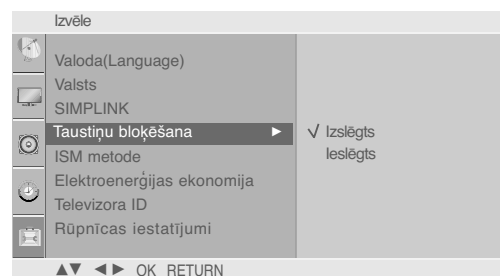 Izvēle
Valoda(Language)
Valsts
SIMPLINK
Taustiņu bloķēšana ►
√ Izslēgts
Ieslēgts
ISM metode
Elektroenerģijas ekonomija
Televizora ID
Rūpnīcas iestatījumi
▲▼ ◄► OK RETURN